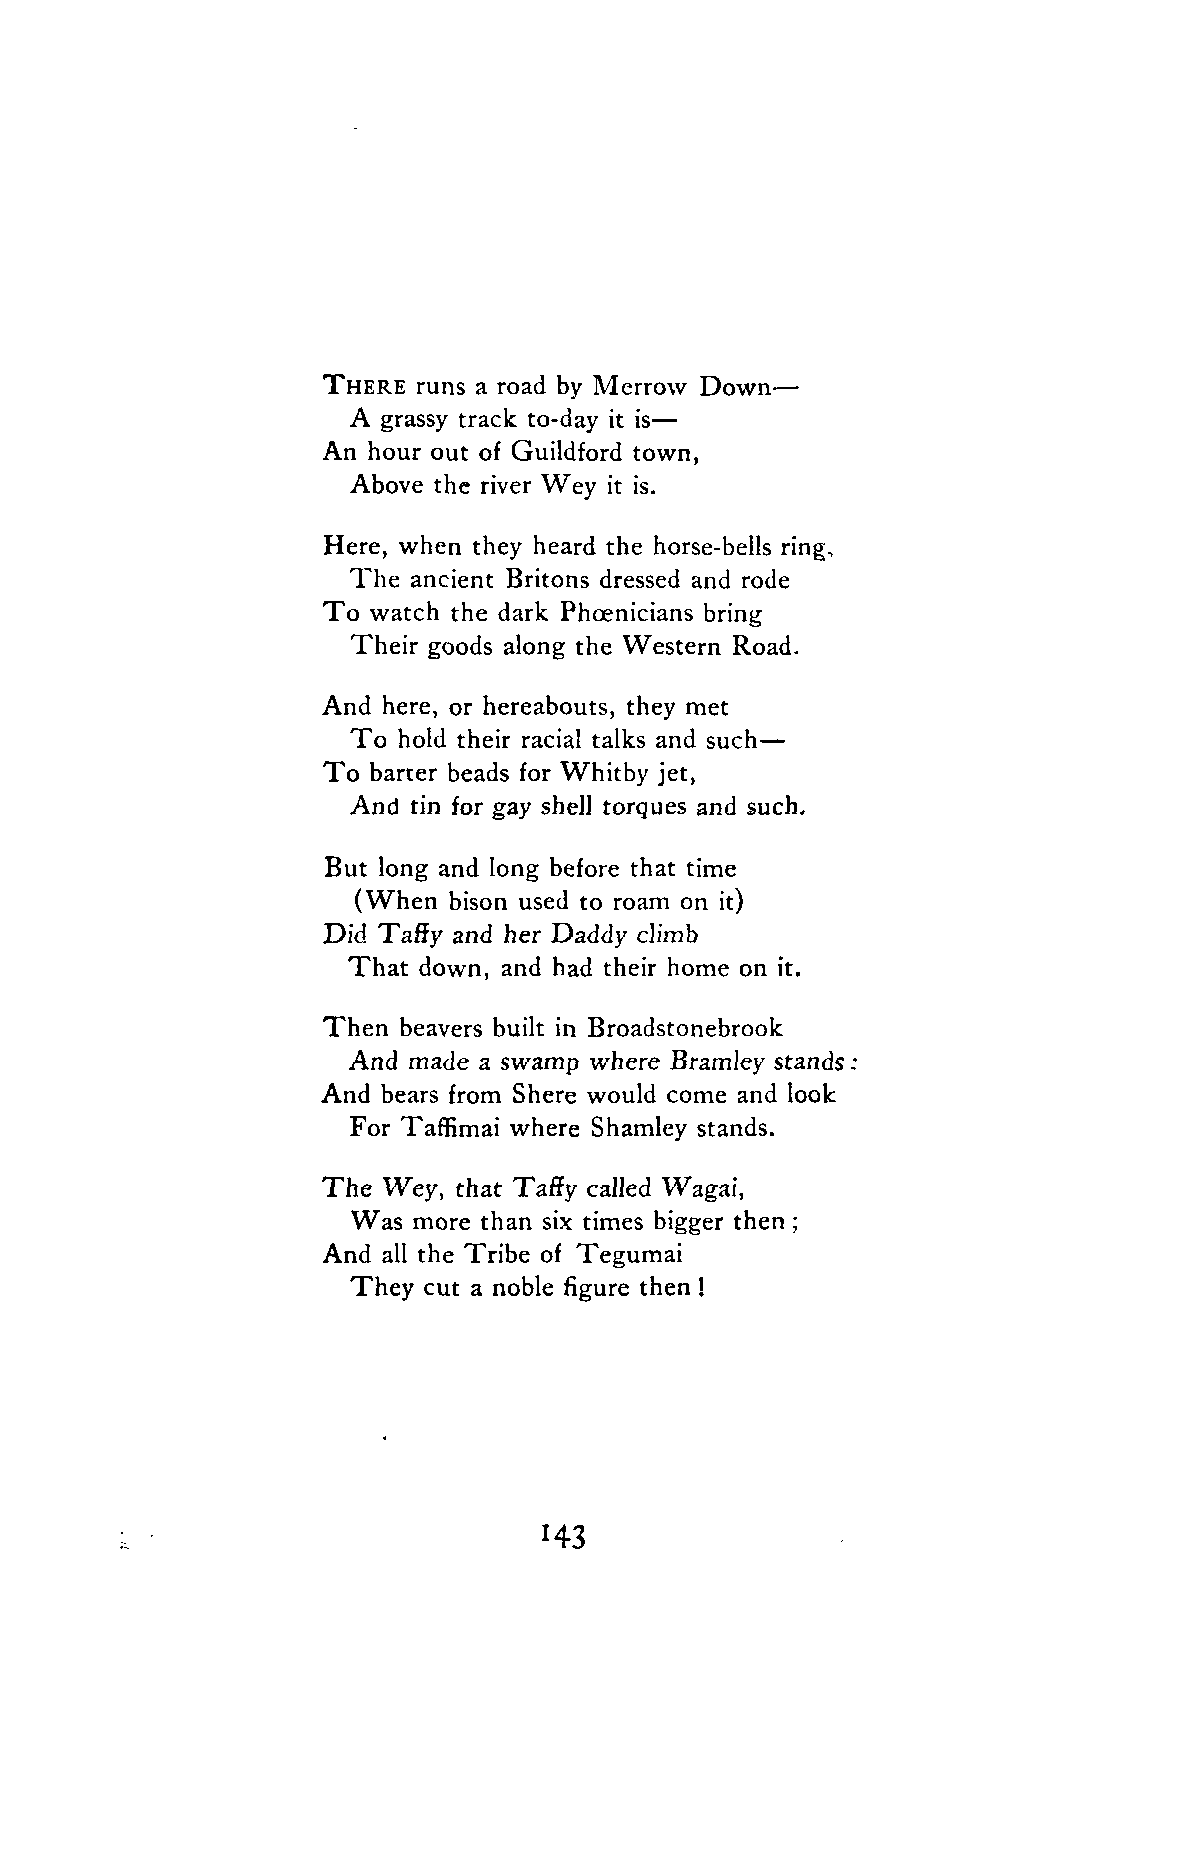 THERE runs a road by Merrow Down—
A grassy track to-day it is—
An hour out of Guildford town,
Above the river Wey it is.

Here, when they heard the horse-bells ring,
The ancient Britons dressed and rode
To watch the dark Phœnicians bring
Their goods along the Western Road.

And here, or hereabouts, they met
To hold their racial talks and such—
To barter beads for Whitby jet,
And tin for gay shell torques and such.

But long and long before that time
(When bison used to roam on it)
Did Taffy and her Daddy climb
That down, and had their home on it.

Then beavers built in Broadstonebrook
And made a swamp where Bramley stands:
And bears from Shere would come and look
For Taffimai where Shamley stands.

The Wey, that Taffy called Wagai,
Was more than six times bigger then;
And all the Tribe of Tegumai
They cut a noble figure then!

143